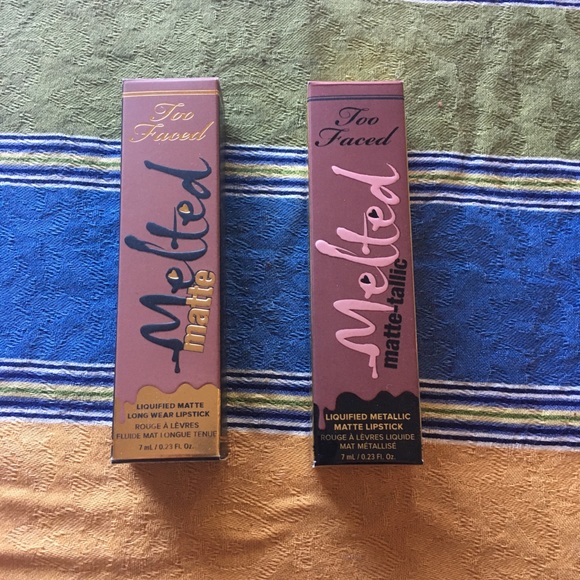 Too
Faced
Melted
matte
LIQUIFIED MATTE
LONG WEAR LIPSTICK
ROUGE À LÈVRES
FLUIDE MAT LONGUE TENUE
7 mL / 0.23 Fl. Oz.
Too
Faced
Melted
matte-tallic
LIQUIFIED METALLIC
MATTE LIPSTICK
ROUGE À LÈVRES LIQUIDE
MAT MÉTALLISÉ
7 mL / 0.23 Fl. Oz.